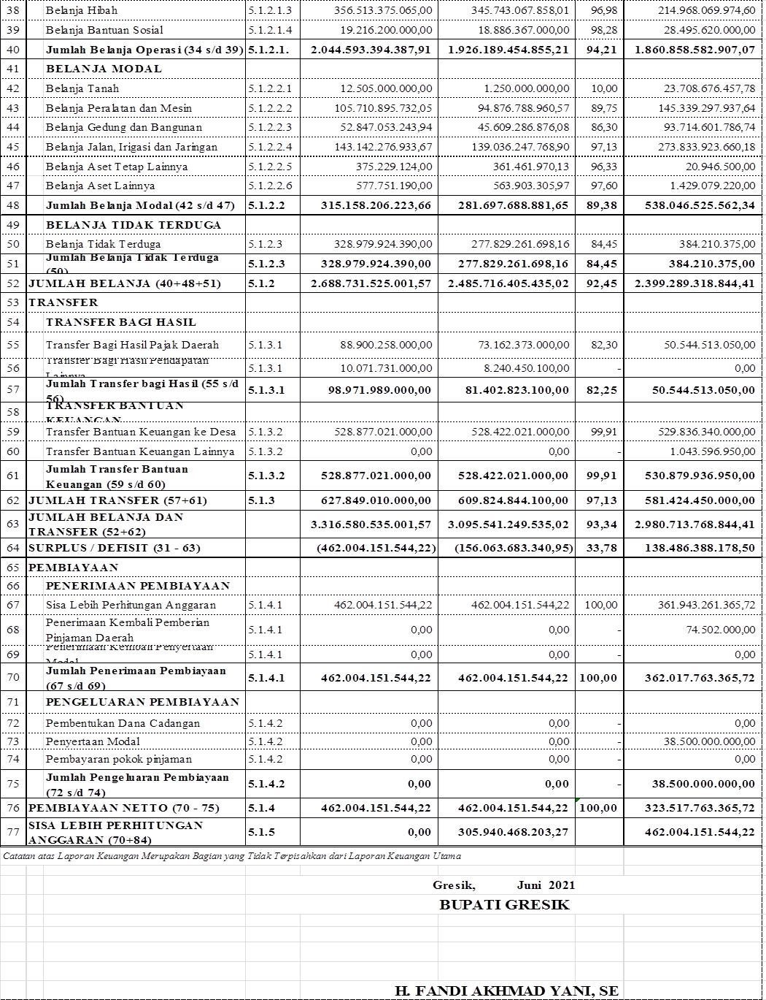 38 Belanja Hibah 5.1.2.1.3 356.513.375.065,00 345.743.067.858,01 96,98 214.968.069.974,60
39 Belanja Bantuan Sosial 5.1.2.1.4 19.216.200.000,00 18.886.367.000,00 98,28 28.495.620.000,00
40 Jumlah Belanja Operasi (34 s/d 39) 5.1.2.1. 2.044.593.394.387,91 1.926.189.454.855,21 94,21 1.860.858.582.907,07
41 BELANJA MODAL
42 Belanja Tanah 5.1.2.2.1 12.505.000.000,00 1.250.000.000,00 10,00 23.708.676.457,78
43 Belanja Peralatan dan Mesin 5.1.2.2.2 105.710.895.732,05 94.876.788.960,57 89,75 145.339.297.937,64
44 Belanja Gedung dan Bangunan 5.1.2.2.3 52.847.053.243,94 45.609.286.876,08 86,30 93.714.601.786,74
45 Belanja Jalan, Irigasi dan Jaringan 5.1.2.2.4 143.142.276.933,67 139.036.247.768,90 97,13 273.833.923.660,18
46 Belanja Aset Tetap Lainnya 5.1.2.2.5 375.229.124,00 361.461.970,13 96,33 20.946.500,00
47 Belanja Aset Lainnya 5.1.2.2.6 577.751.190,00 563.903.305,97 97,60 1.429.079.220,00
48 Jumlah Belanja Modal (42 s/d 47) 5.1.2.2 315.158.206.223,66 281.697.688.881,65 89,38 538.046.525.562,34
49 BELANJA TIDAK TERDUGA
50 Belanja Tidak Terduga 5.1.2.3 328.979.924.390,00 277.829.261.698,16 84,45 384.210.375,00
51 Jumlah Belanja Tidak Terduga (50) 5.1.2.3 328.979.924.390,00 277.829.261.698,16 84,45 384.210.375,00
52 JUMLAH BELANJA (40+48+51) 5.1.2 2.688.731.525.001,57 2.485.716.405.435,02 92,45 2.399.289.318.844,41
53 TRANSFER
54 TRANSFER BAGI HASIL
55 Transfer Bagi Hasil Pajak Daerah 5.1.3.1 88.900.258.000,00 73.162.373.000,00 82,30 50.544.513.050,00
56 Transfer Bagi Hasil Pendapatan Lainnya 5.1.3.1 10.071.731.000,00 8.240.450.100,00 - 0,00
57 Jumlah Transfer bagi Hasil (55 s/d 56) 5.1.3.1 98.971.989.000,00 81.402.823.100,00 82,25 50.544.513.050,00
58 TRANSFER BANTUAN KEUANGAN
59 Transfer Bantuan Keuangan ke Desa 5.1.3.2 528.877.021.000,00 528.422.021.000,00 99,91 529.836.340.000,00
60 Transfer Bantuan Keuangan Lainnya 5.1.3.2 0,00 0,00 - 1.043.596.950,00
61 Jumlah Transfer Bantuan
Keuangan (59 s/d 60) 5.1.3.2 528.877.021.000,00 528.422.021.000,00 99,91 530.879.936.950,00
62 JUMLAH TRANSFER (57+61) 5.1.3 627.849.010.000,00 609.824.844.100,00 97,13 581.424.450.000,00
63 JUMLAH BELANJA DAN
TRANSFER (52+62) 3.316.580.535.001,57 3.095.541.249.535,02 93,34 2.980.713.768.844,41
64 SURPLUS / DEFISIT (31 - 63) (462.004.151.544,22) (156.063.683.340,95) 33,78 138.486.388.178,50
65 PEMBIAYAAN
66 PENERIMAAN PEMBIAYAAN
67 Sisa Lebih Perhitungan Anggaran 5.1.4.1 462.004.151.544,22 462.004.151.544,22 100,00 361.943.261.365,72
68 Penerimaan Kembali Pemberian
Pinjaman Daerah 5.1.4.1 0,00 0,00 - 74.502.000,00
69 Penerimaan Kembali Penyertaan Modal 5.1.4.1 0,00 0,00 - 0,00
70 Jumlah Penerimaan Pembiayaan
(67 s/d 69) 5.1.4.1 462.004.151.544,22 462.004.151.544,22 100,00 362.017.763.365,72
71 PENGELUARAN PEMBIAYAAN
72 Pembentukan Dana Cadangan 5.1.4.2 0,00 0,00 - 0,00
73 Penyertaan Modal 5.1.4.2 0,00 0,00 - 38.500.000.000,00
74 Pembayaran pokok pinjaman 5.1.4.2 0,00 0,00 - 0,00
75 Jumlah Pengeluaran Pembiayaan
(72 s/d 74) 5.1.4.2 0,00 0,00 - 38.500.000.000,00
76 PEMBIAYAAN NETTO (70 - 75) 5.1.4 462.004.151.544,22 462.004.151.544,22 100,00 323.517.763.365,72
77 SISA LEBIH PERHITUNGAN
ANGGARAN (70+84) 5.1.5 0,00 305.940.468.203,27 462.004.151.544,22
Catatan atas Laporan Keuangan Merupakan Bagian yang Tidak Terpisahkan dari Laporan Keuangan Utama
Gresik, Juni 2021
BUPATI GRESIK
H. FANDI AKHMAD YANI, SE